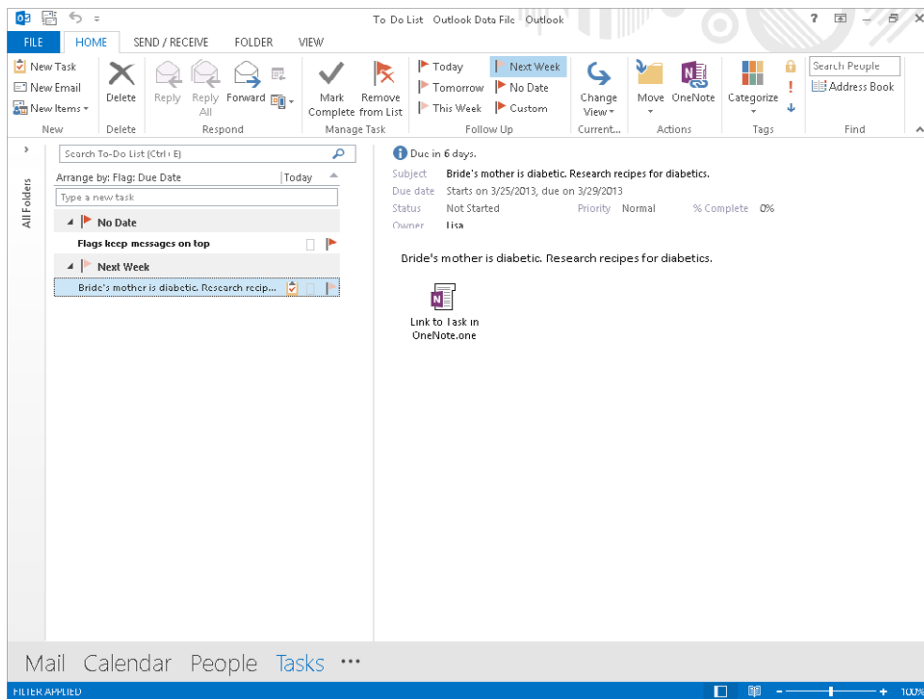 To Do List Outlook Data File Outlook
FILE HOME SEND / RECEIVE FOLDER VIEW
New Task
New Email
New Items
Delete
Reply
Reply All
Forward
Mark Complete
Remove from List
Today
Tomorrow
This Week
Next Week
No Date
Custom
Change View
Move
OneNote
Categorize
Search People
Address Book
New Delete Respond Manage Task Follow Up Current... Actions Tags Find
All Folders
Search To-Do List (Ctrl+E)
Arrange by: Flag: Due Date Today
Type a new task
No Date
Flags keep messages on top
Next Week
Bride's mother is diabetic. Research recip...
Due in 6 days.
Subject Bride's mother is diabetic. Research recipes for diabetics.
Due date Starts on 3/25/2013, due on 3/29/2013
Status Not Started Priority Normal % Complete 0%
Owner Lisa
Bride's mother is diabetic. Research recipes for diabetics.
Link to Task in
OneNote.one
Mail Calendar People Tasks •••
FILTER APPLIED 100%